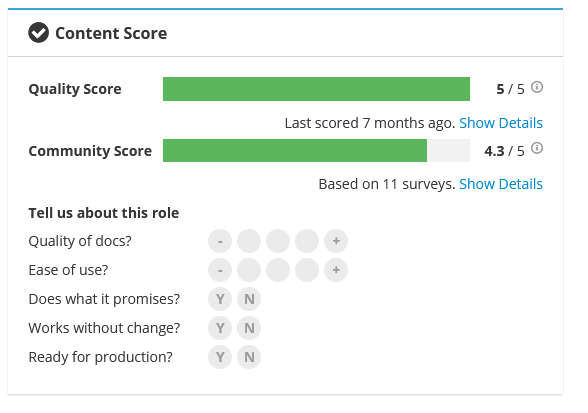 Content Score
Quality Score 5 / 5
Last scored 7 months ago. Show Details
Community Score 4.3 / 5
Based on 11 surveys. Show Details
Tell us about this role
Quality of docs? - +
Ease of use? - +
Does what it promises? Y N
Works without change? Y N
Ready for production? Y N